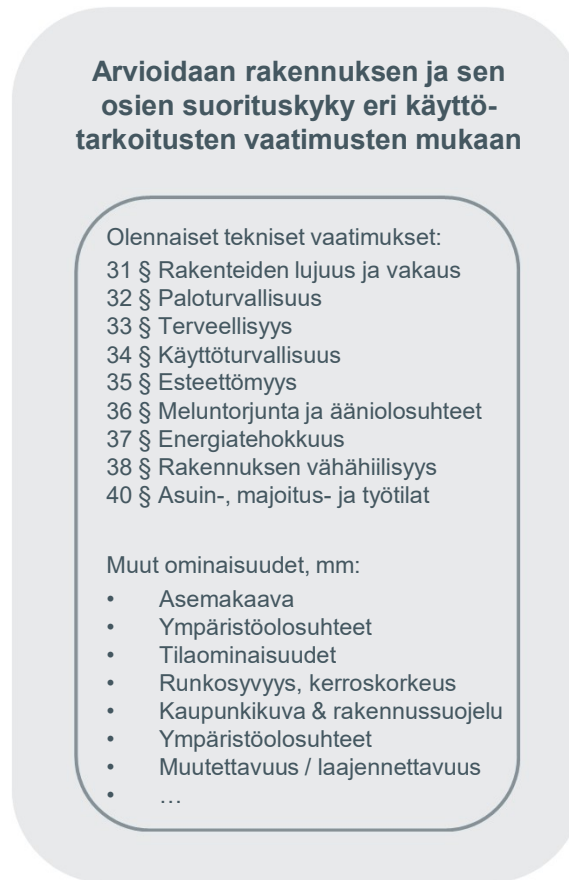 Arvioidaan rakennuksen ja sen
osien suorituskyky eri käyttö-
tarkoitusten vaatimusten mukaan
Olennaiset tekniset vaatimukset:
31 § Rakenteiden lujuus ja vakaus
32 § Paloturvallisuus
33 § Terveellisyys
34 § Käyttöturvallisuus
35 § Esteettömyys
36 § Meluntorjunta ja ääniolosuhteet
37 § Energiatehokkuus
38 § Rakennuksen vähähiilisyys
40 § Asuin-, majoitus- ja työtilat
Muut ominaisuudet, mm:
• Asemakaava
• Ympäristöolosuhteet
• Tilaominaisuudet
• Runkosyvyys, kerroskorkeus
• Kaupunkikuva & rakennussuojelu
• Ympäristöolosuhteet
• Muutettavuus / laajennettavuus
• …